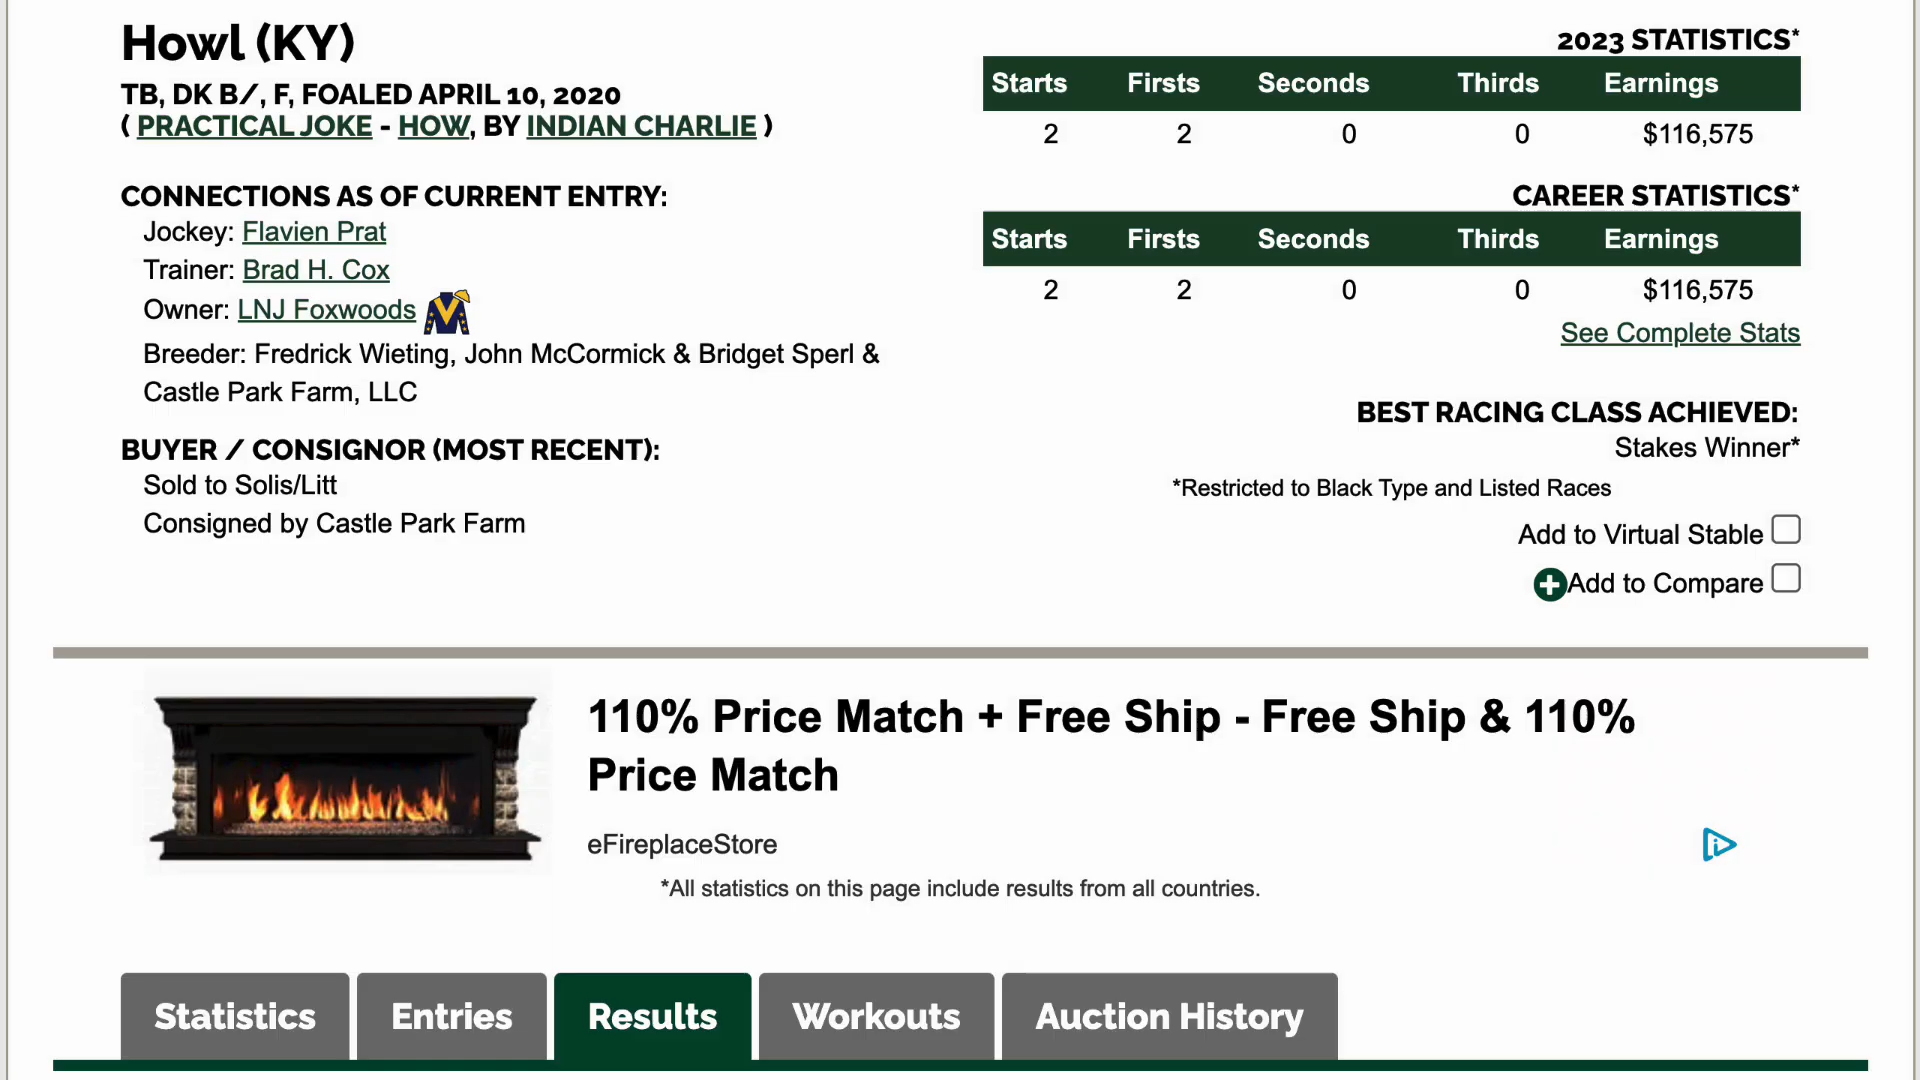 Howl (KY)
TB, DK B/, F, FOALED APRIL 10, 2020
( PRACTICAL JOKE - HOW, BY INDIAN CHARLIE )
CONNECTIONS AS OF CURRENT ENTRY:
Jockey: Flavien Prat
Trainer: Brad H. Cox
Owner: LNJ Foxwoods
Breeder: Fredrick Wieting, John McCormick & Bridget Sperl &
Castle Park Farm, LLC
BUYER / CONSIGNOR (MOST RECENT):
Sold to Solis/Litt
Consigned by Castle Park Farm
2023 STATISTICS*
Starts Firsts Seconds Thirds Earnings
2 2 0 0 $116,575
CAREER STATISTICS*
Starts Firsts Seconds Thirds Earnings
2 2 0 0 $116,575
See Complete Stats
BEST RACING CLASS ACHIEVED:
Stakes Winner*
*Restricted to Black Type and Listed Races
Add to Virtual Stable
Add to Compare
110% Price Match + Free Ship - Free Ship & 110%
Price Match
eFireplaceStore
*All statistics on this page include results from all countries.
Statistics Entries Results Workouts Auction History